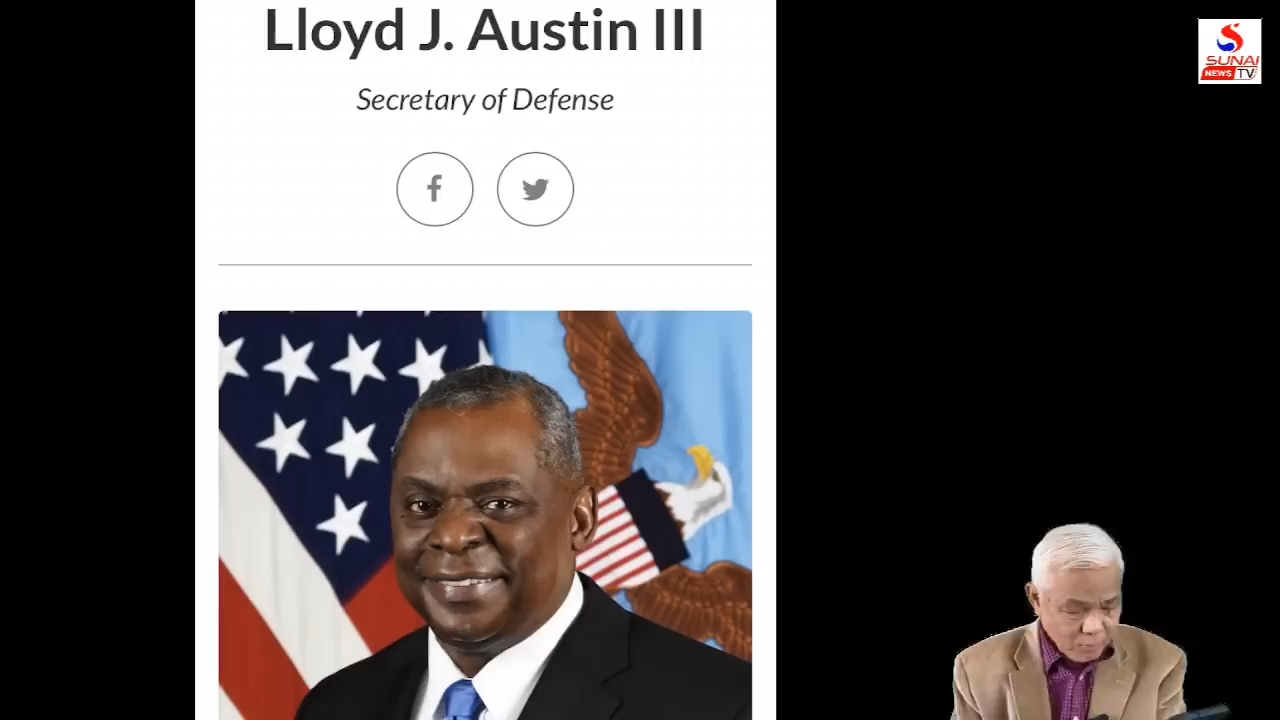 Lloyd J. Austin III
Secretary of Defense
SUNAI
NEWS TV